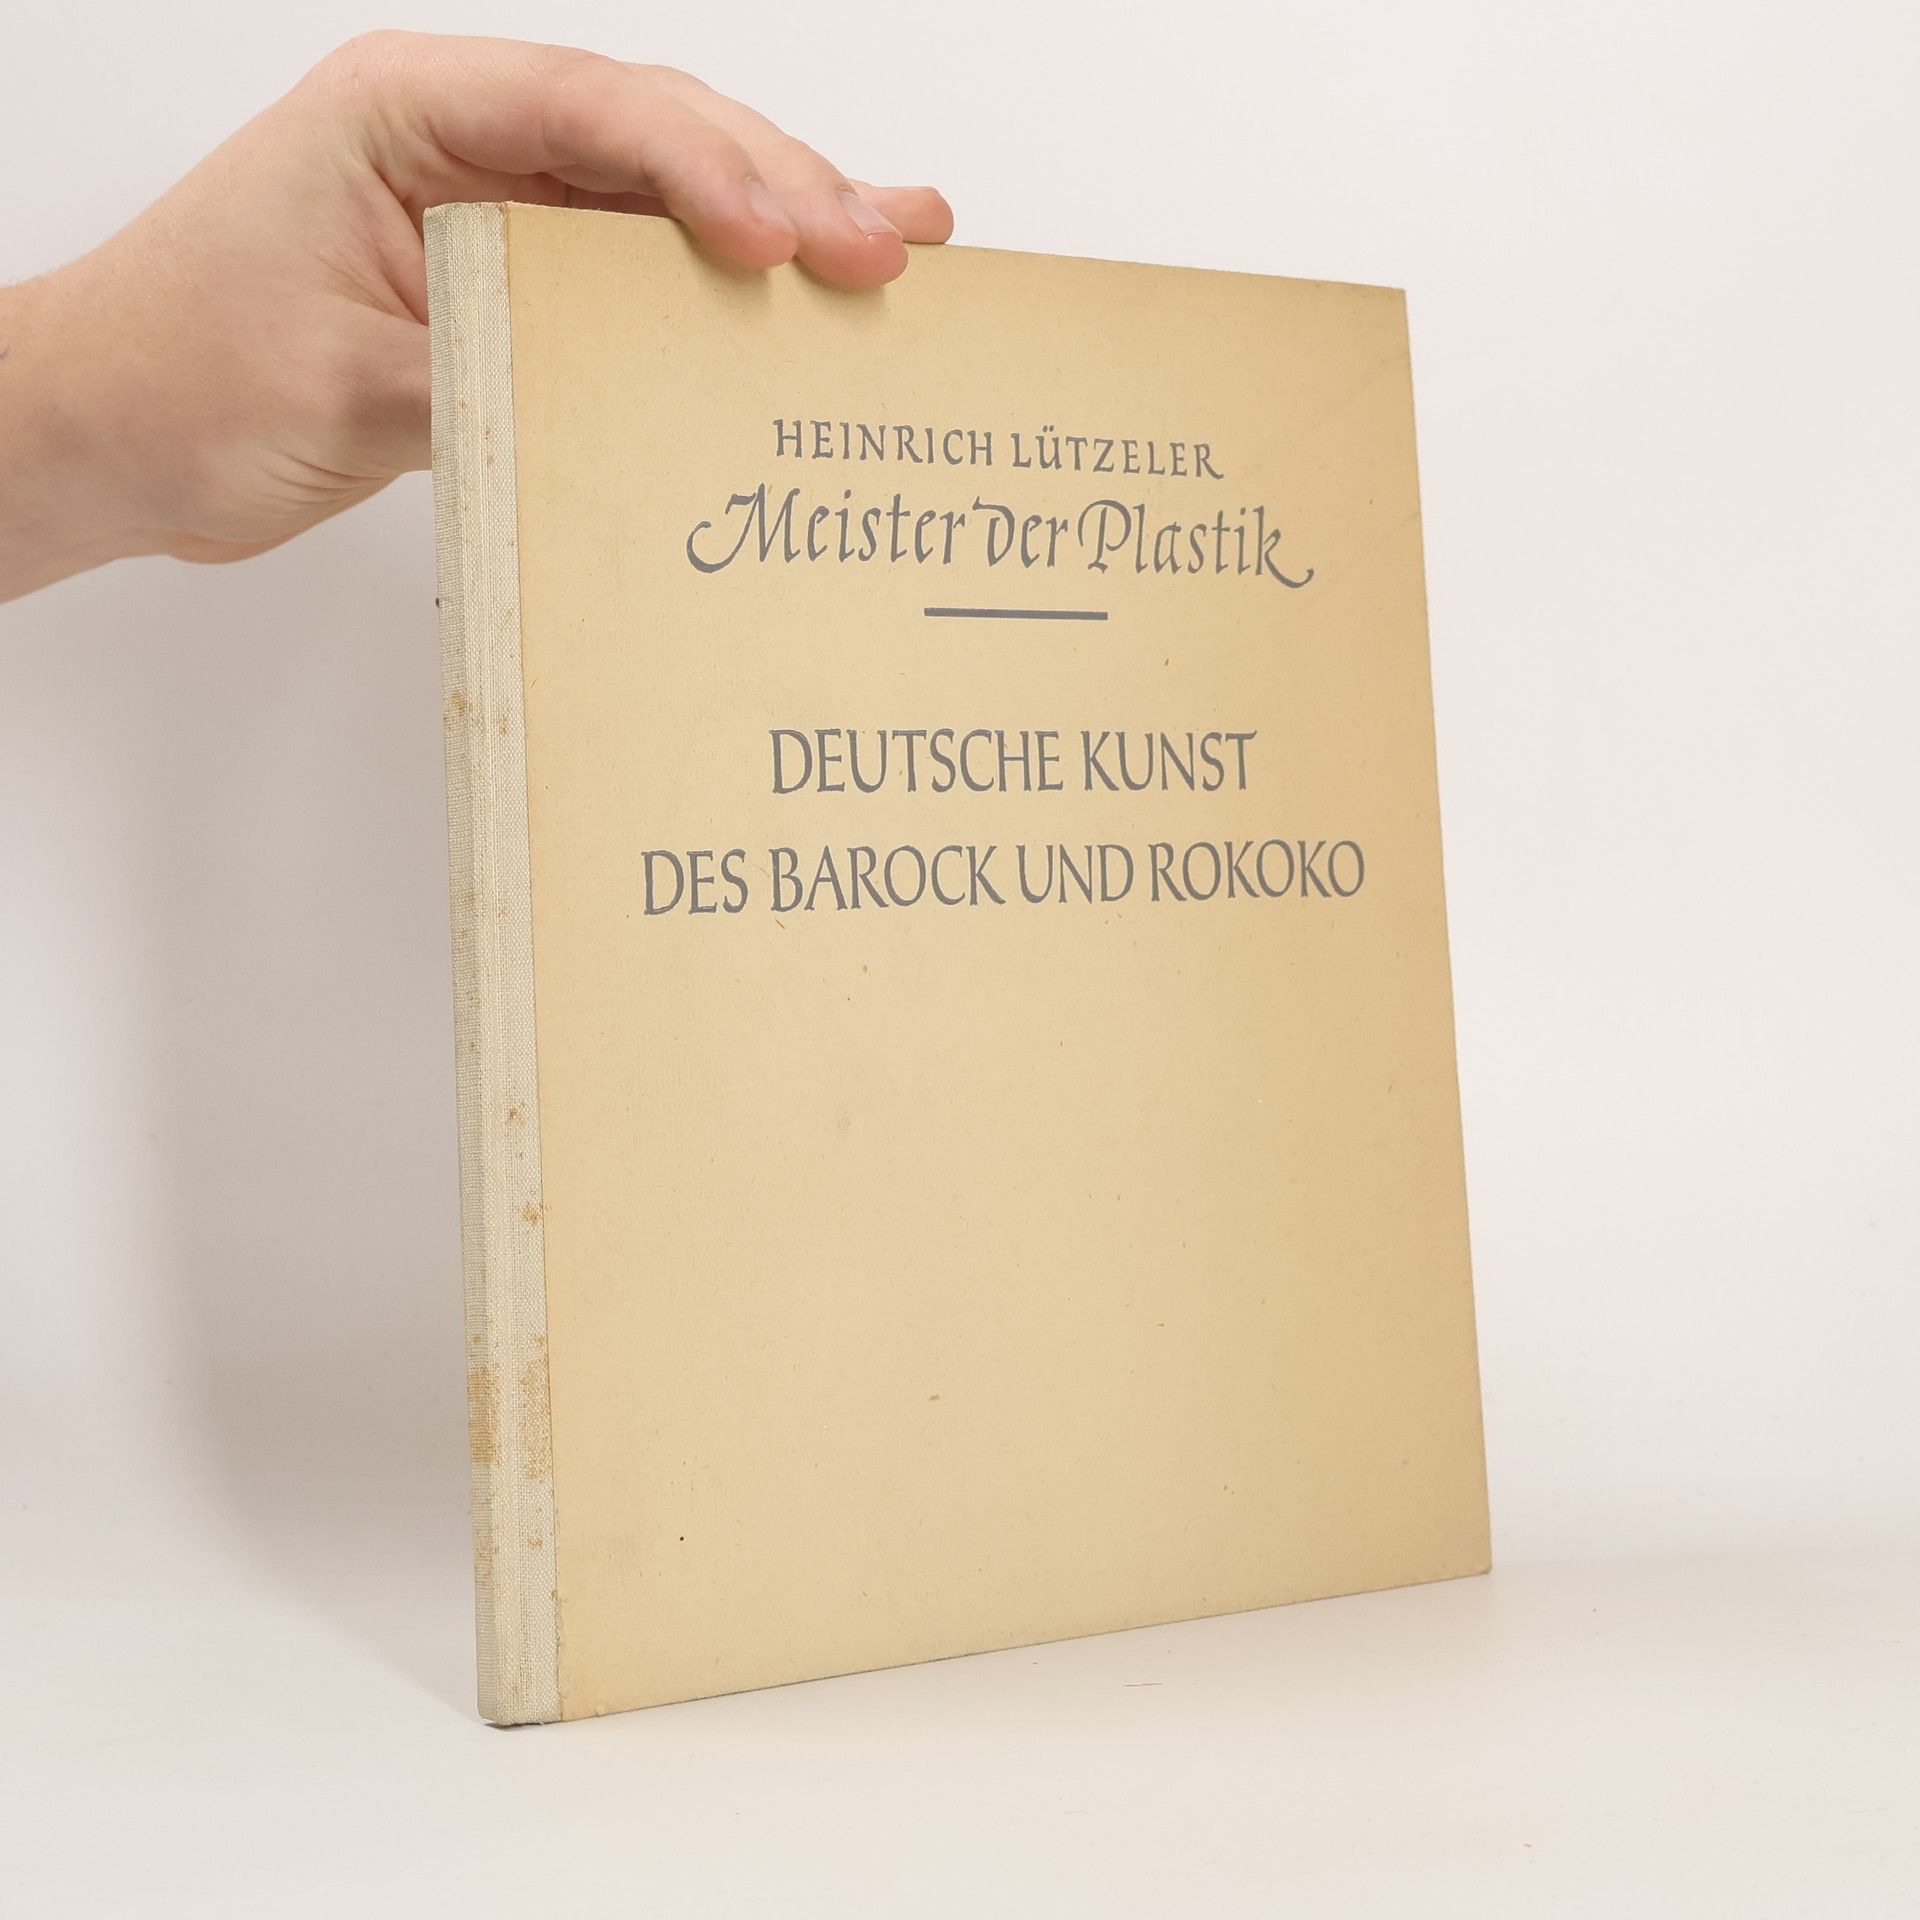 HEINRICH LÜTZELER
Meister der Plastik
DEUTSCHE KUNST
DES BAROCK UND ROKOKO